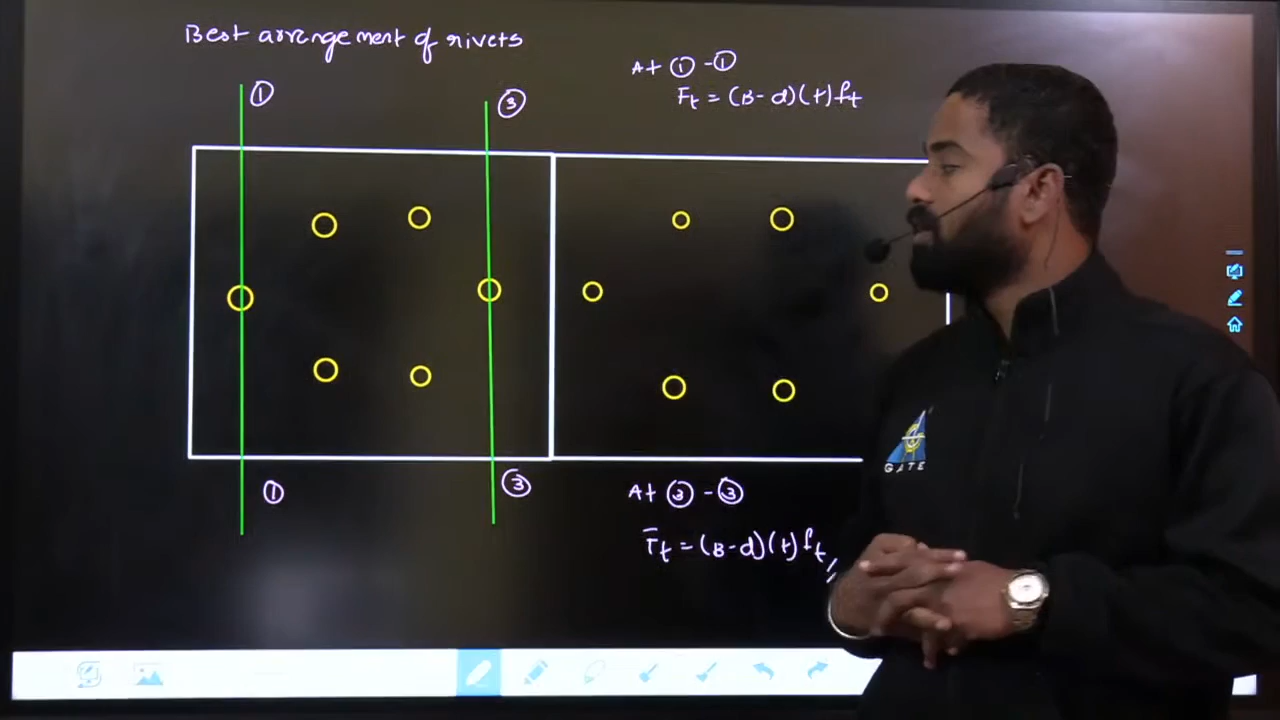 Best arrangement of rivets
At ① - ①
Ft = (B - d)(t) ft
①
③
①
③
At ③ - ③
Ft = (B - d)(t) ft
GATE